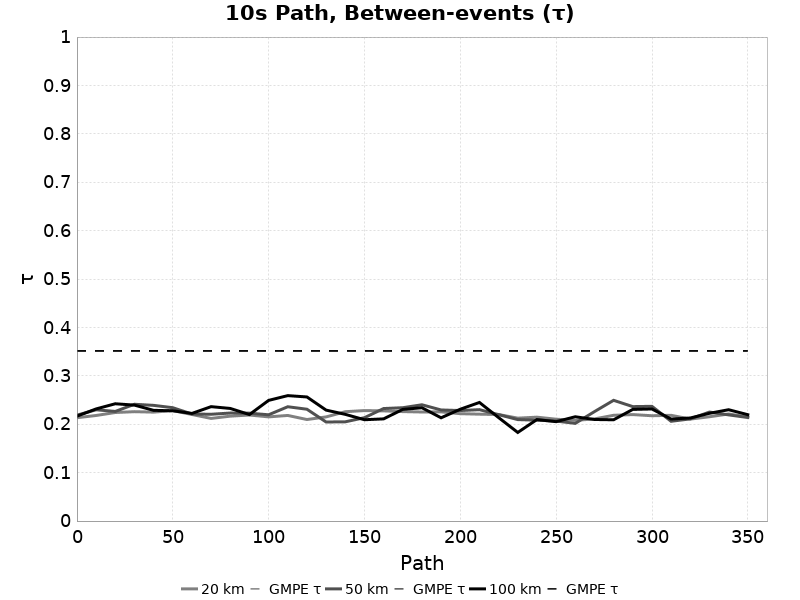 10s Path, Between-events (τ)
1
0.9
0.8
0.7
0.6
0.5
0.4
0.3
0.2
0.1
0
τ
0 50 100 150 200 250 300 350
Path
20 km GMPE τ 50 km GMPE τ 100 km GMPE τ